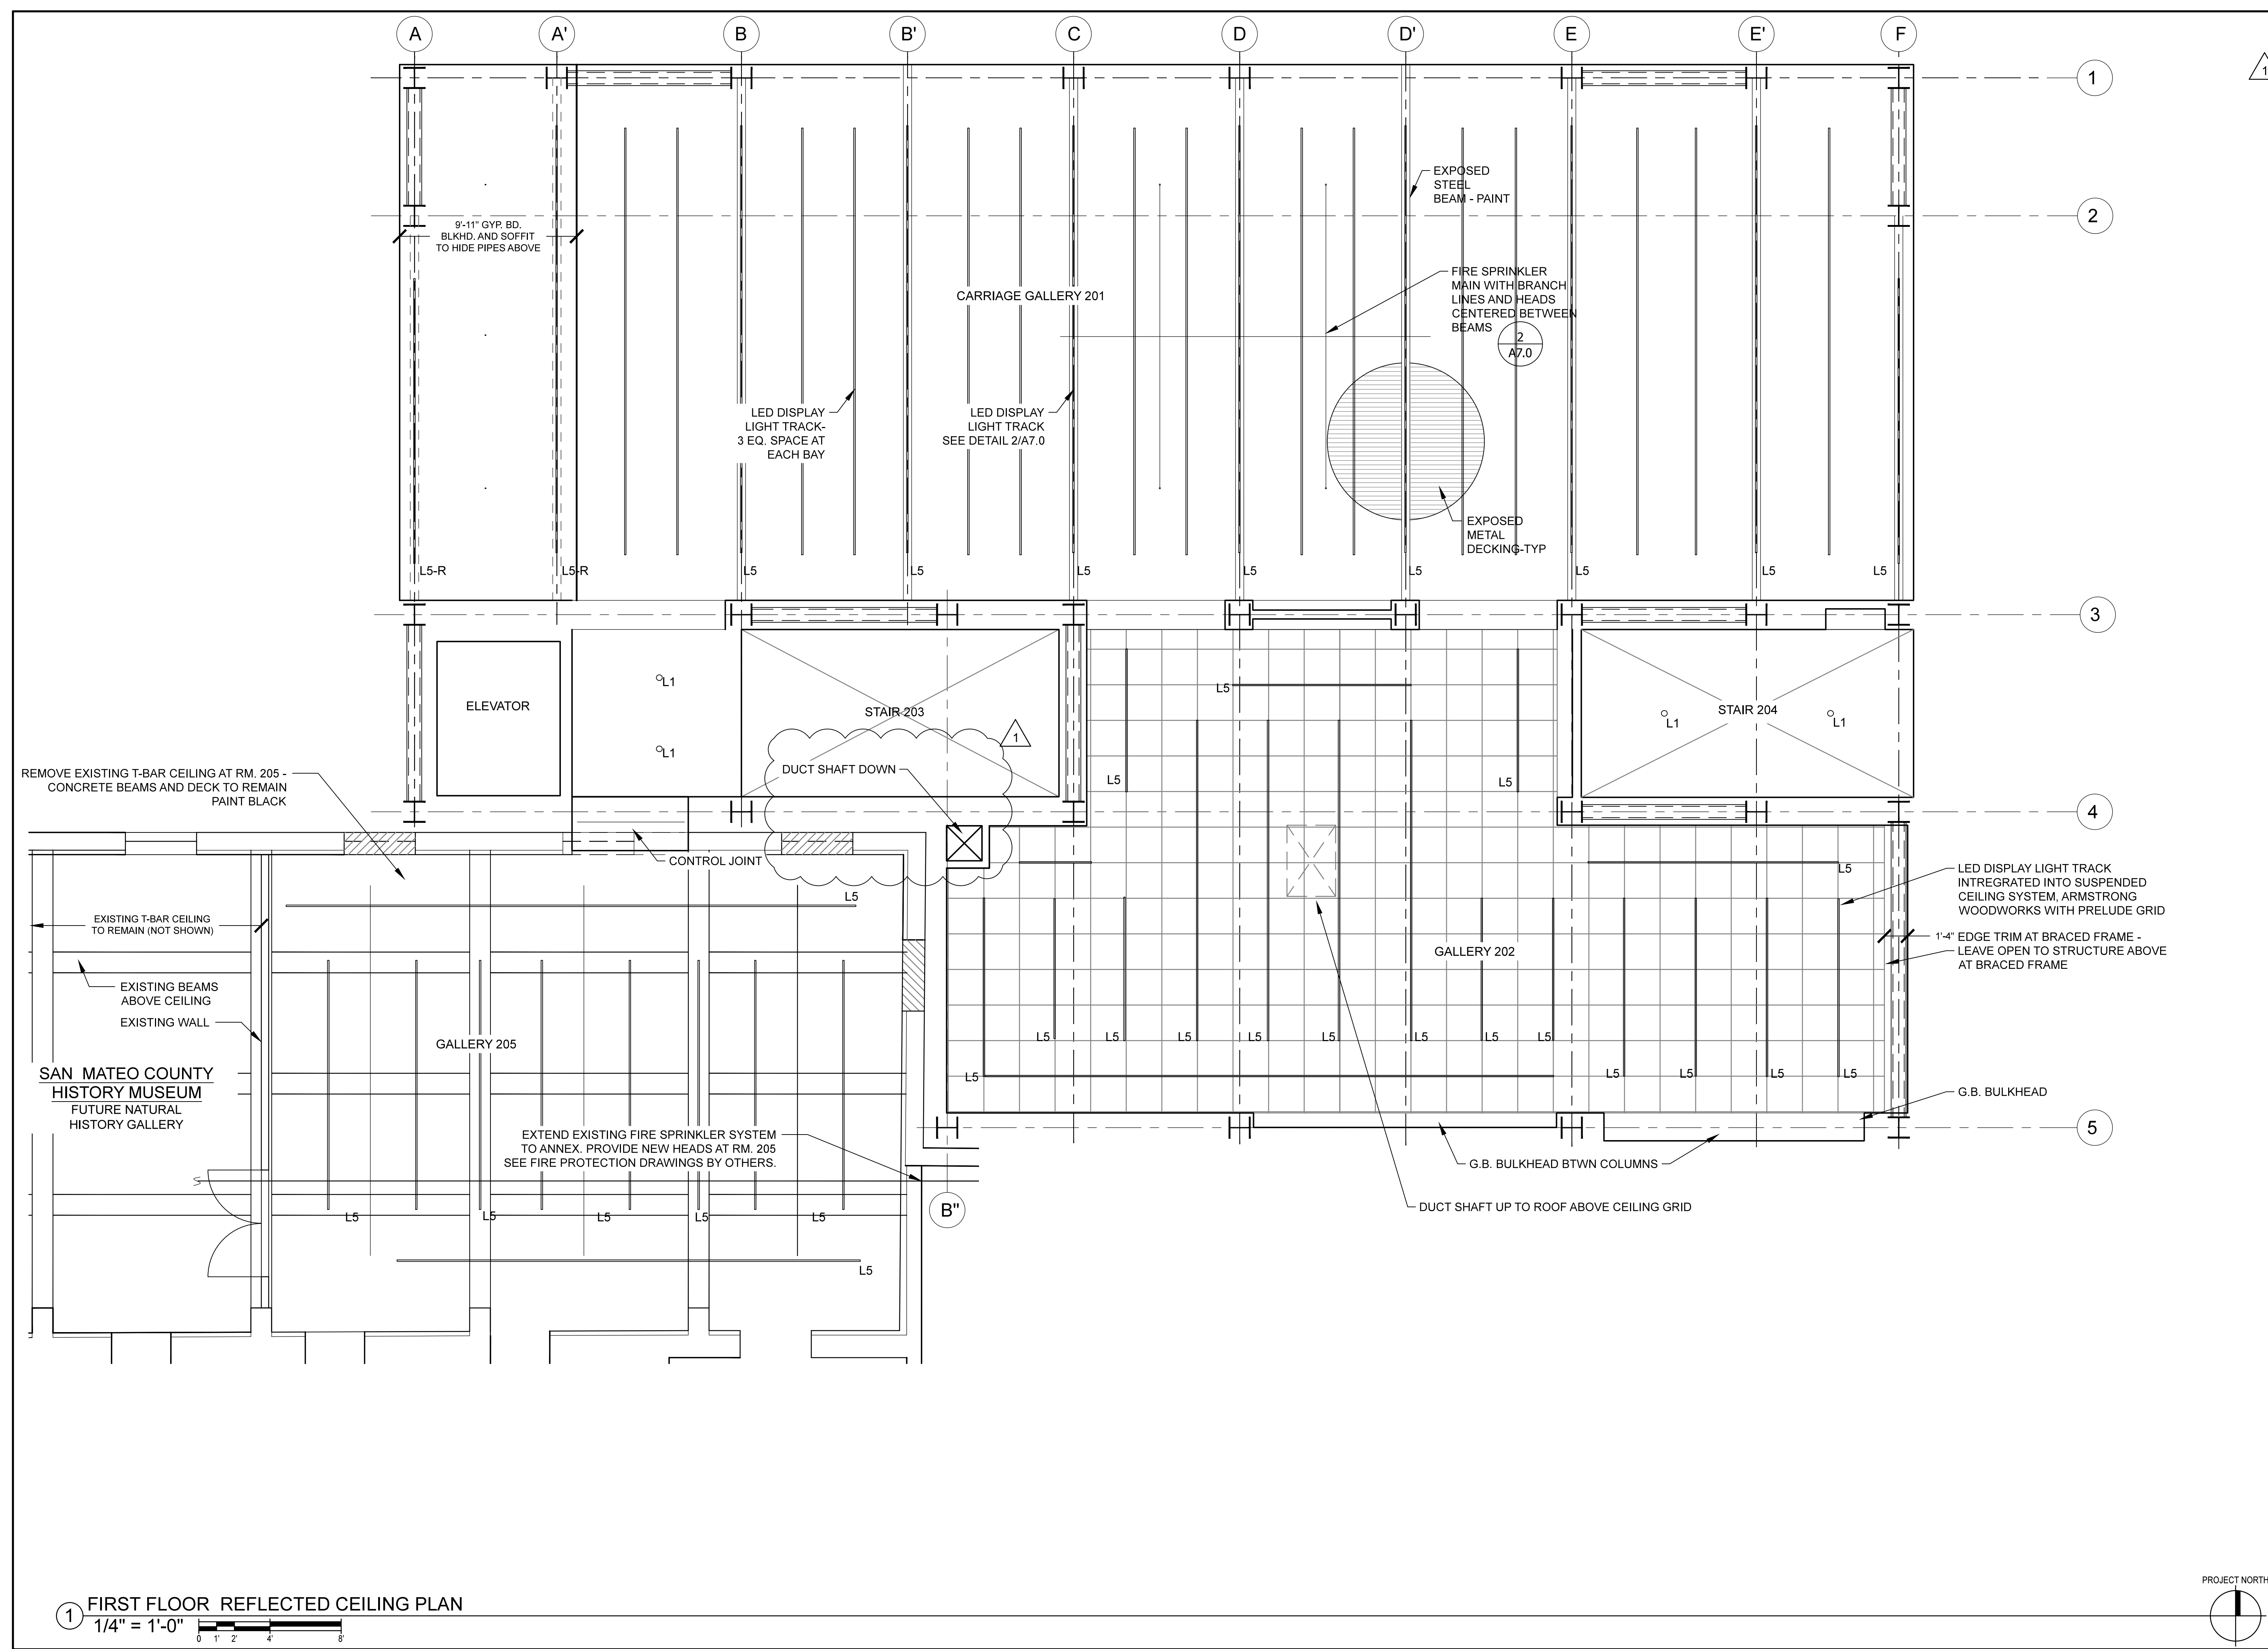 A
A'
B
B'
C
D
D'
E
E'
F
1
1
2
EXPOSED
STEEL
BEAM - PAINT
9'-11" GYP. BD.
BLKHD. AND SOFFIT
TO HIDE PIPES ABOVE
CARRIAGE GALLERY 201
FIRE SPRINKLER
MAIN WITH BRANCH
LINES AND HEADS
CENTERED BETWEEN
BEAMS
2
A7.0
LED DISPLAY
LIGHT TRACK-
3 EQ. SPACE AT
EACH BAY
LED DISPLAY
LIGHT TRACK
SEE DETAIL 2/A7.0
EXPOSED
METAL
DECKING-TYP
L5-R
L5-R
L5
L5
L5
L5
L5
L5
L5
L5
3
ELEVATOR
L1
L1
STAIR 203
1
DUCT SHAFT DOWN
L5
L5
L5
STAIR 204
L1
L1
4
REMOVE EXISTING T-BAR CEILING AT RM. 205 -
CONCRETE BEAMS AND DECK TO REMAIN
PAINT BLACK
CONTROL JOINT
L5
L5
LED DISPLAY LIGHT TRACK
INTREGRATED INTO SUSPENDED
CEILING SYSTEM, ARMSTRONG
WOODWORKS WITH PRELUDE GRID
1'-4" EDGE TRIM AT BRACED FRAME -
LEAVE OPEN TO STRUCTURE ABOVE
AT BRACED FRAME
EXISTING T-BAR CEILING
TO REMAIN (NOT SHOWN)
GALLERY 202
EXISTING BEAMS
ABOVE CEILING
EXISTING WALL
GALLERY 205
L5
L5
L5
L5
L5
L5
L5
L5
L5
L5
L5
L5
L5
SAN MATEO COUNTY
HISTORY MUSEUM
FUTURE NATURAL
HISTORY GALLERY
G.B. BULKHEAD
5
EXTEND EXISTING FIRE SPRINKLER SYSTEM
TO ANNEX. PROVIDE NEW HEADS AT RM. 205
SEE FIRE PROTECTION DRAWINGS BY OTHERS.
G.B. BULKHEAD BTWN COLUMNS
DUCT SHAFT UP TO ROOF ABOVE CEILING GRID
B"
L5
L5
L5
L5
L5
L5
1
FIRST FLOOR REFLECTED CEILING PLAN
1/4" = 1'-0"
0 1' 2' 4' 8'
PROJECT NORTH